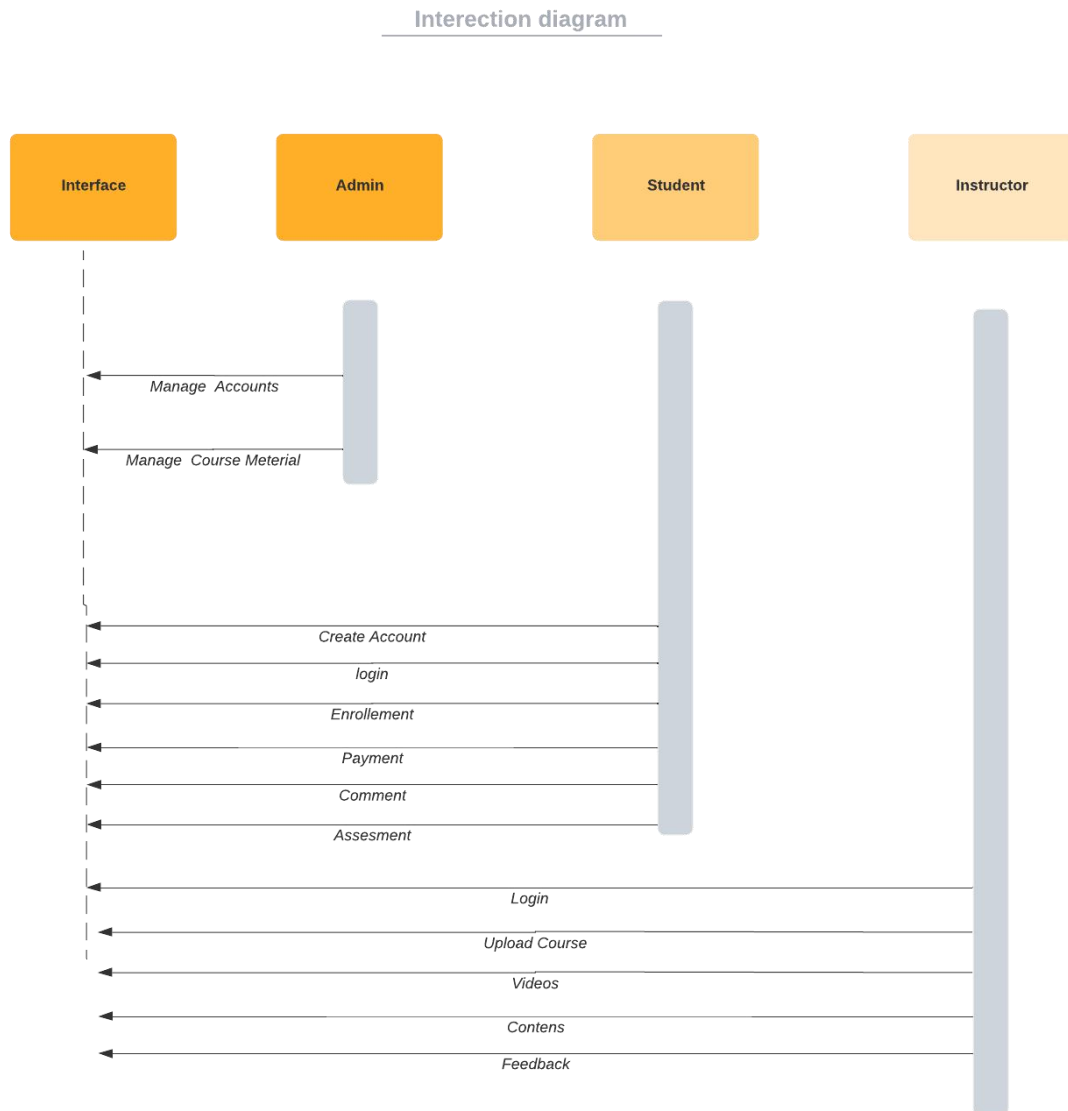 Interection diagram
Interface
Admin
Student
Instructor
Manage  Accounts
Manage  Course Meterial
Create Account
login
Enrollement
Payment
Comment
Assesment
Login
Upload Course
Videos
Contens
Feedback